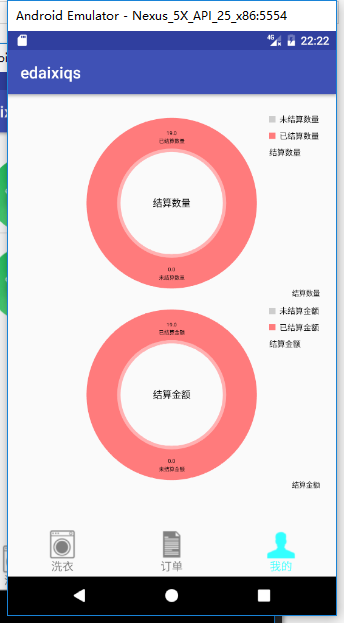 Android Emulator - Nexus_5X_API_25_x86:5554
4G 22:22
edaixiqs
未结算数量
已结算数量
结算数量
19.0
已结算数量
结算数量
0.0
未结算数量
结算数量
未结算金额
已结算金额
结算金额
19.0
已结算金额
结算金额
0.0
未结算金额
结算金额
洗衣 订单 我的